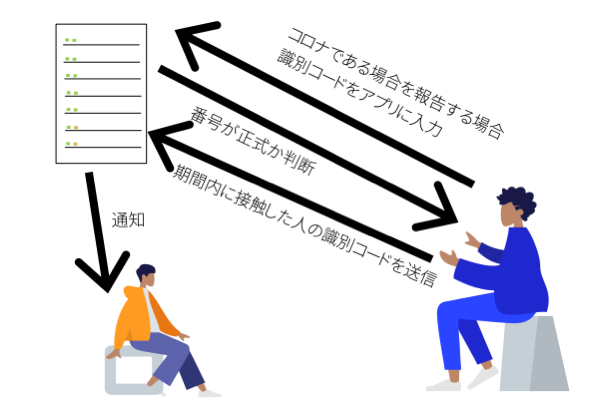 コロナである場合を報告する場合
識別コードをアプリに入力
番号が正式か判断
期間内に接触した人の識別コードを送信
通知